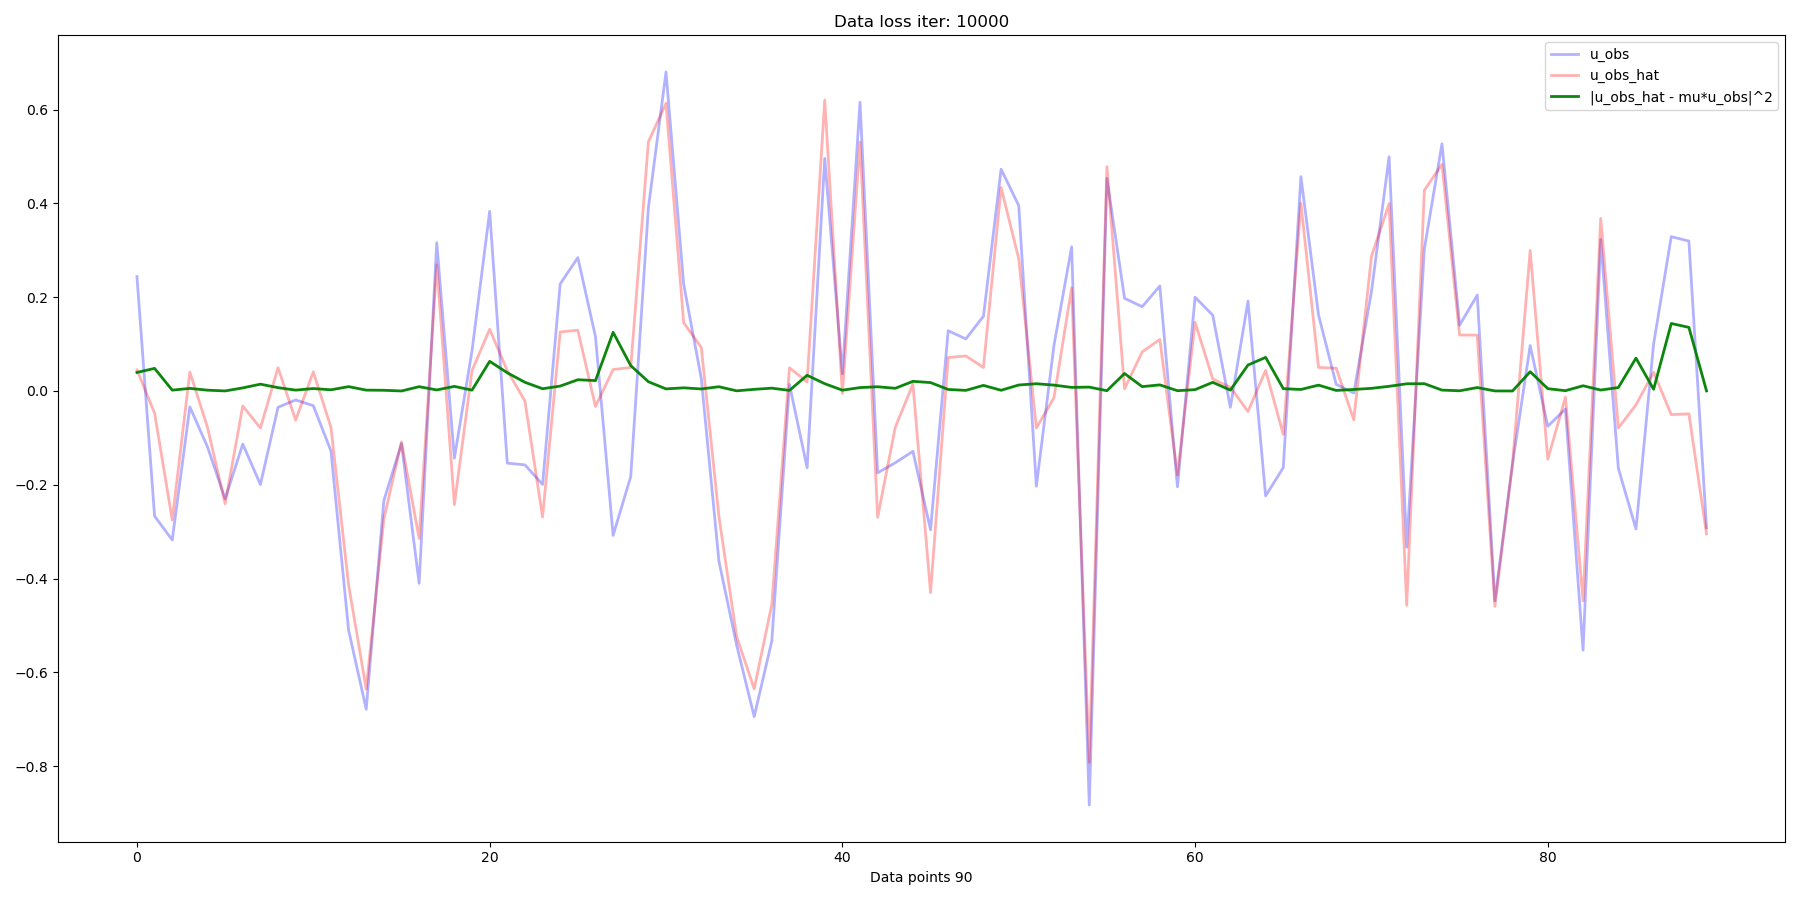 Data loss iter: 10000
u_obs
u_obs_hat
|u_obs_hat - mu*u_obs|^2
0.6
0.4
0.2
0.0
−0.2
−0.4
−0.6
−0.8
0 20 40 60 80
Data points 90